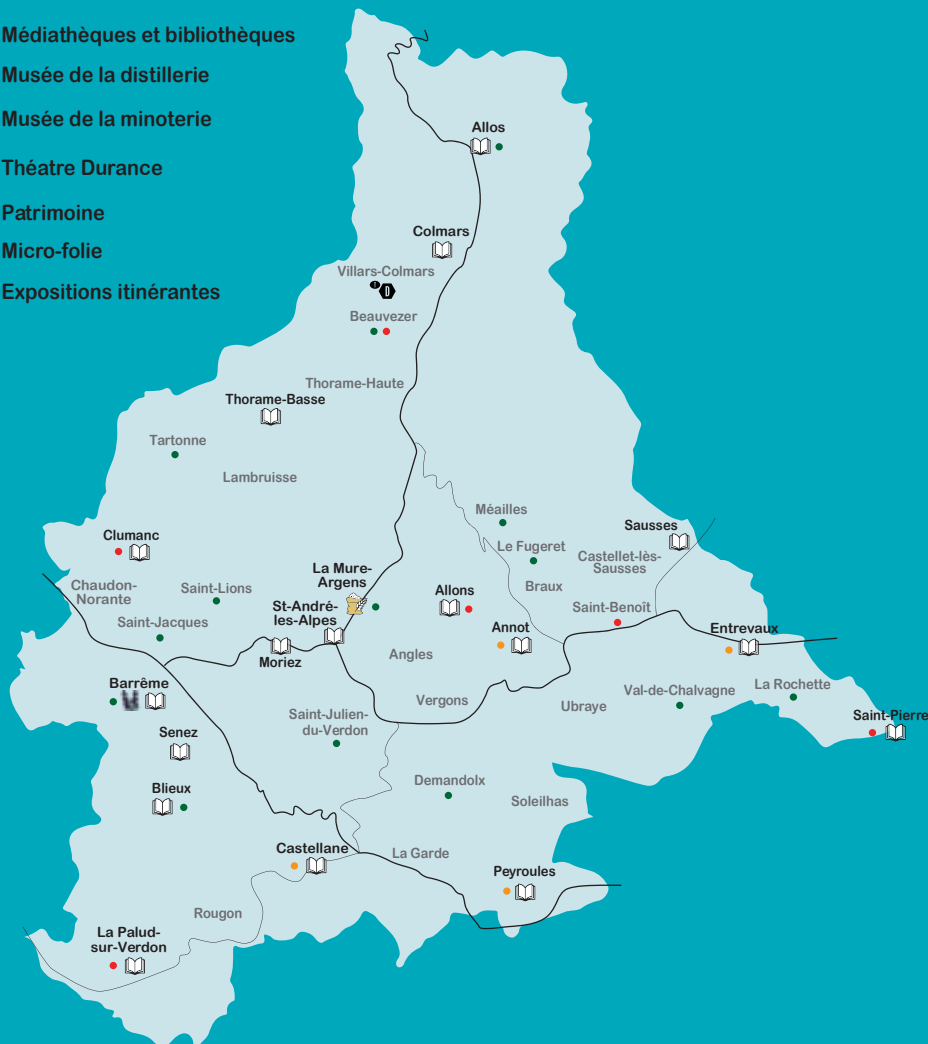 Médiathèques et bibliothèques
Musée de la distillerie
Musée de la minoterie
Théatre Durance
Patrimoine
Micro-folie
Expositions itinérantes
Allos
Colmars
Villars-Colmars
Beauvezer
Thorame-Haute
Thorame-Basse
Tartonne
Lambruisse
Méailles
Sausses
Clumanc
Le Fugeret
Castellet-lès-
Sausses
La Mure-
Argens
Chaudon-
Norante
Saint-Lions
Allons
Braux
St-André-
les-Alpes
Saint-Benoît
Saint-Jacques
Annot
Entrevaux
Moriez
Angles
Barrême
Val-de-Chalvagne
La Rochette
Vergons
Ubraye
Saint-Julien-
du-Verdon
Saint-Pierre
Senez
Blieux
Demandolx
Soleilhas
Castellane
La Garde
Peyroules
Rougon
La Palud-
sur-Verdon